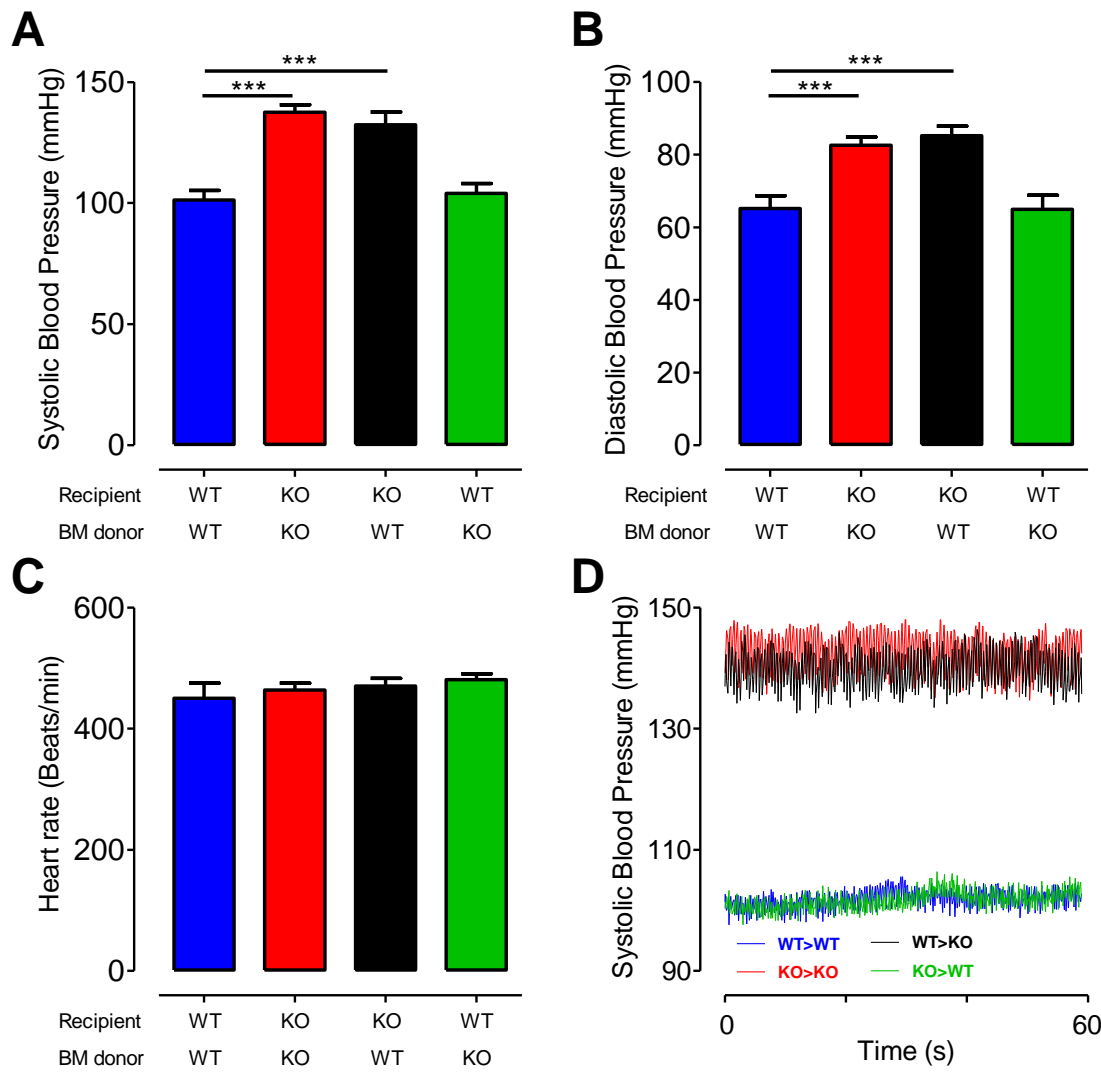 A
Systolic Blood Pressure (mmHg)
150
100
50
0
***
***
Recipient WT KO KO WT
BM donor WT KO WT KO
B
Diastolic Blood Pressure (mmHg)
100
80
60
40
20
0
***
***
Recipient WT KO KO WT
BM donor WT KO WT KO
C
Heart rate (Beats/min)
600
400
200
0
Recipient WT KO KO WT
BM donor WT KO WT KO
D
Systolic Blood Pressure (mmHg)
150
130
110
90
WT>WT WT>KO
KO>KO KO>WT
0 60
Time (s)